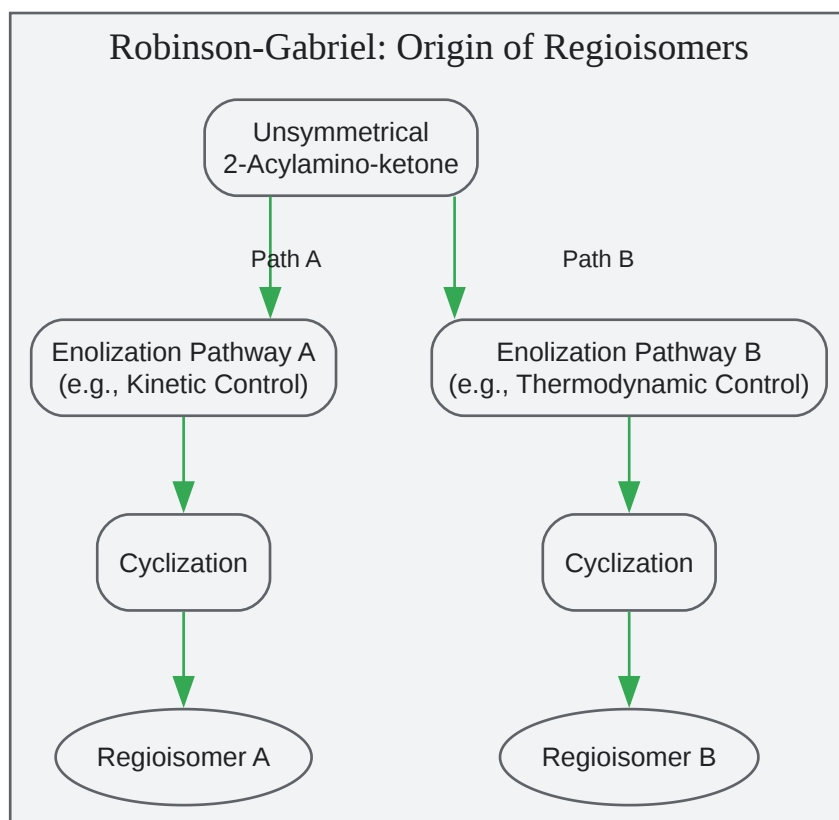 Robinson-Gabriel: Origin of Regioisomers
Unsymmetrical
2-Acylamino-ketone
Path A
Path B
Enolization Pathway A
(e.g., Kinetic Control)
Enolization Pathway B
(e.g., Thermodynamic Control)
Cyclization
Cyclization
Regioisomer A
Regioisomer B